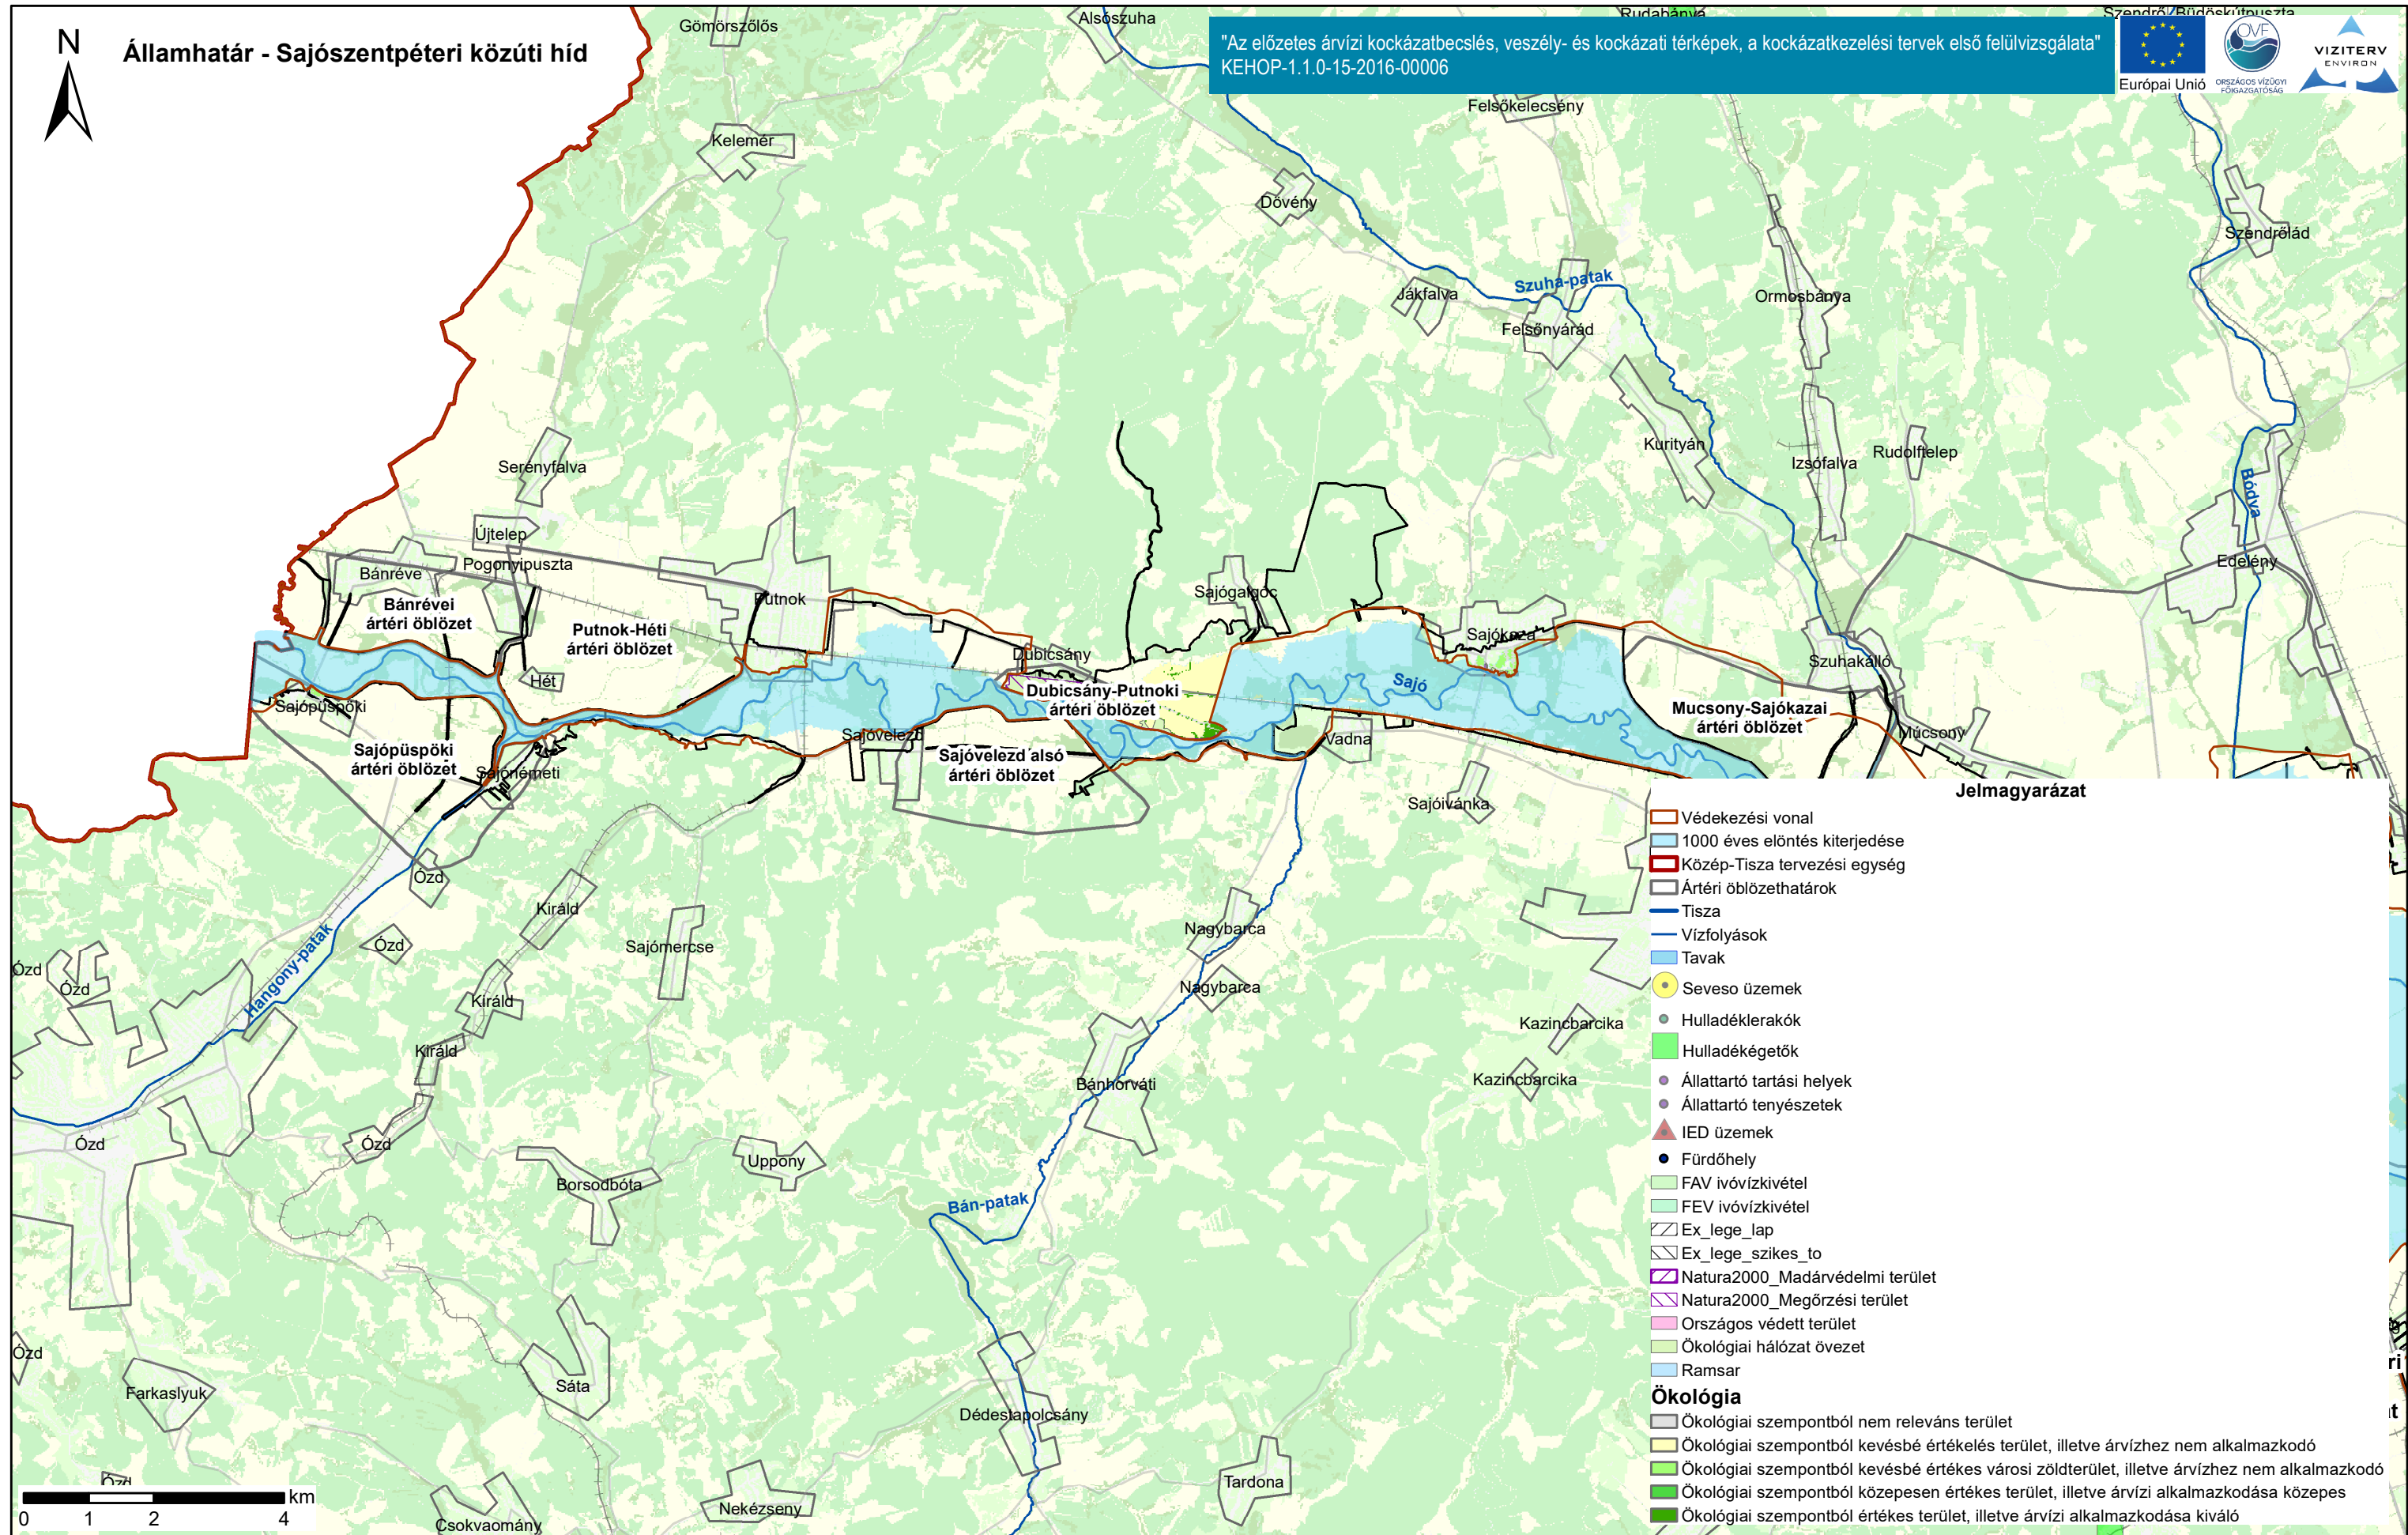 Államhatár - Sajószentpéteri közúti híd
N
"Az előzetes árvízi kockázatbecslés, veszély- és kockázati térképek, a kockázatkezelési tervek első felülvizsgálata"
KEHOP-1.1.0-15-2016-00006
Európai Unió
OVF
ORSZÁGOS VÍZÜGYI
FŐIGAZGATÓSÁG
VIZITERV
ENVIRON
Gömörszőlős
Alsószuha
Rudabánya
Szendrő
Büdöskútpuszta
Felsőkelecsény
Kelemér
Dövény
Szendrőlád
Szuha-patak
Jákfalva
Ormosbánya
Felsőnyárád
Kurityán
Izsófalva
Rudolftelep
Serényfalva
Bódva
Újtelep
Bánréve
Pogonyipuszta
Edelény
Putnok
Sajógalgóc
Bánrévei
ártéri öblözet
Putnok-Héti
ártéri öblözet
Sajókaza
Dubicsány
Szuhakálló
Hét
Sajó
Dubicsány-Putnoki
ártéri öblözet
Sajópüspöki
Mucsony-Sajókazai
ártéri öblözet
Sajóvelezd
Vadna
Múcsony
Sajópüspöki
ártéri öblözet
Sajónémeti
Sajóvelezd alsó
ártéri öblözet
Sajóivánka
Ózd
Királd
Ózd
Sajómercse
Nagybarca
Hangony-patak
Ózd
Ózd
Királd
Nagybarca
Kazincbarcika
Királd
Bánhorváti
Kazincbarcika
Ózd
Ózd
Uppony
Borsodbóta
Bán-patak
Ózd
Farkaslyuk
Sáta
Dédestapolcsány
Ózd
Tardona
Nekézseny
Csokvaomány
km
0 1 2 4
Jelmagyarázat
Védekezési vonal
1000 éves elöntés kiterjedése
Közép-Tisza tervezési egység
Ártéri öblözethatárok
Tisza
Vízfolyások
Tavak
Seveso üzemek
Hulladéklerakók
Hulladékégetők
Állattartó tartási helyek
Állattartó tenyészetek
IED üzemek
Fürdőhely
FAV ivóvízkivétel
FEV ivóvízkivétel
Ex_lege_lap
Ex_lege_szikes_to
Natura2000_Madárvédelmi terület
Natura2000_Megőrzési terület
Országos védett terület
Ökológiai hálózat övezet
Ramsar
Ökológia
Ökológiai szempontból nem releváns terület
Ökológiai szempontból kevésbé értékelés terület, illetve árvízhez nem alkalmazkodó
Ökológiai szempontból kevésbé értékes városi zöldterület, illetve árvízhez nem alkalmazkodó
Ökológiai szempontból közepesen értékes terület, illetve árvízi alkalmazkodása közepes
Ökológiai szempontból értékes terület, illetve árvízi alkalmazkodása kiváló